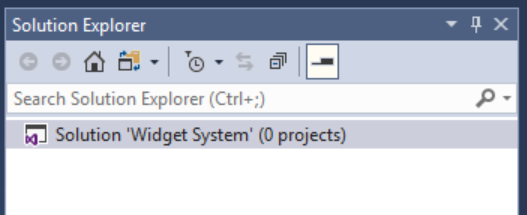 Solution Explorer
Search Solution Explorer (Ctrl+;)
Solution 'Widget System' (0 projects)